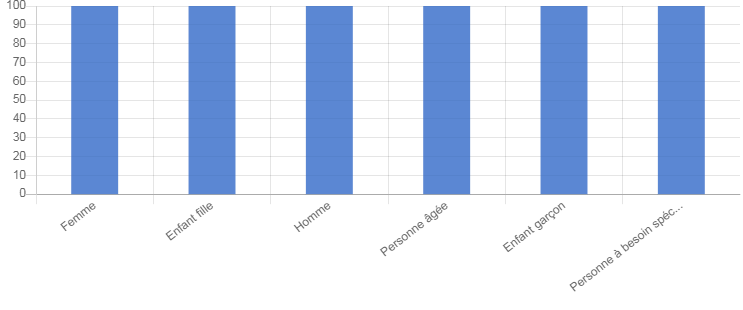 100
90
80
70
60
50
40
30
20
10
0
Femme
Enfant fille
Homme
Personne âgée
Enfant garçon
Personne à besoin spéc...